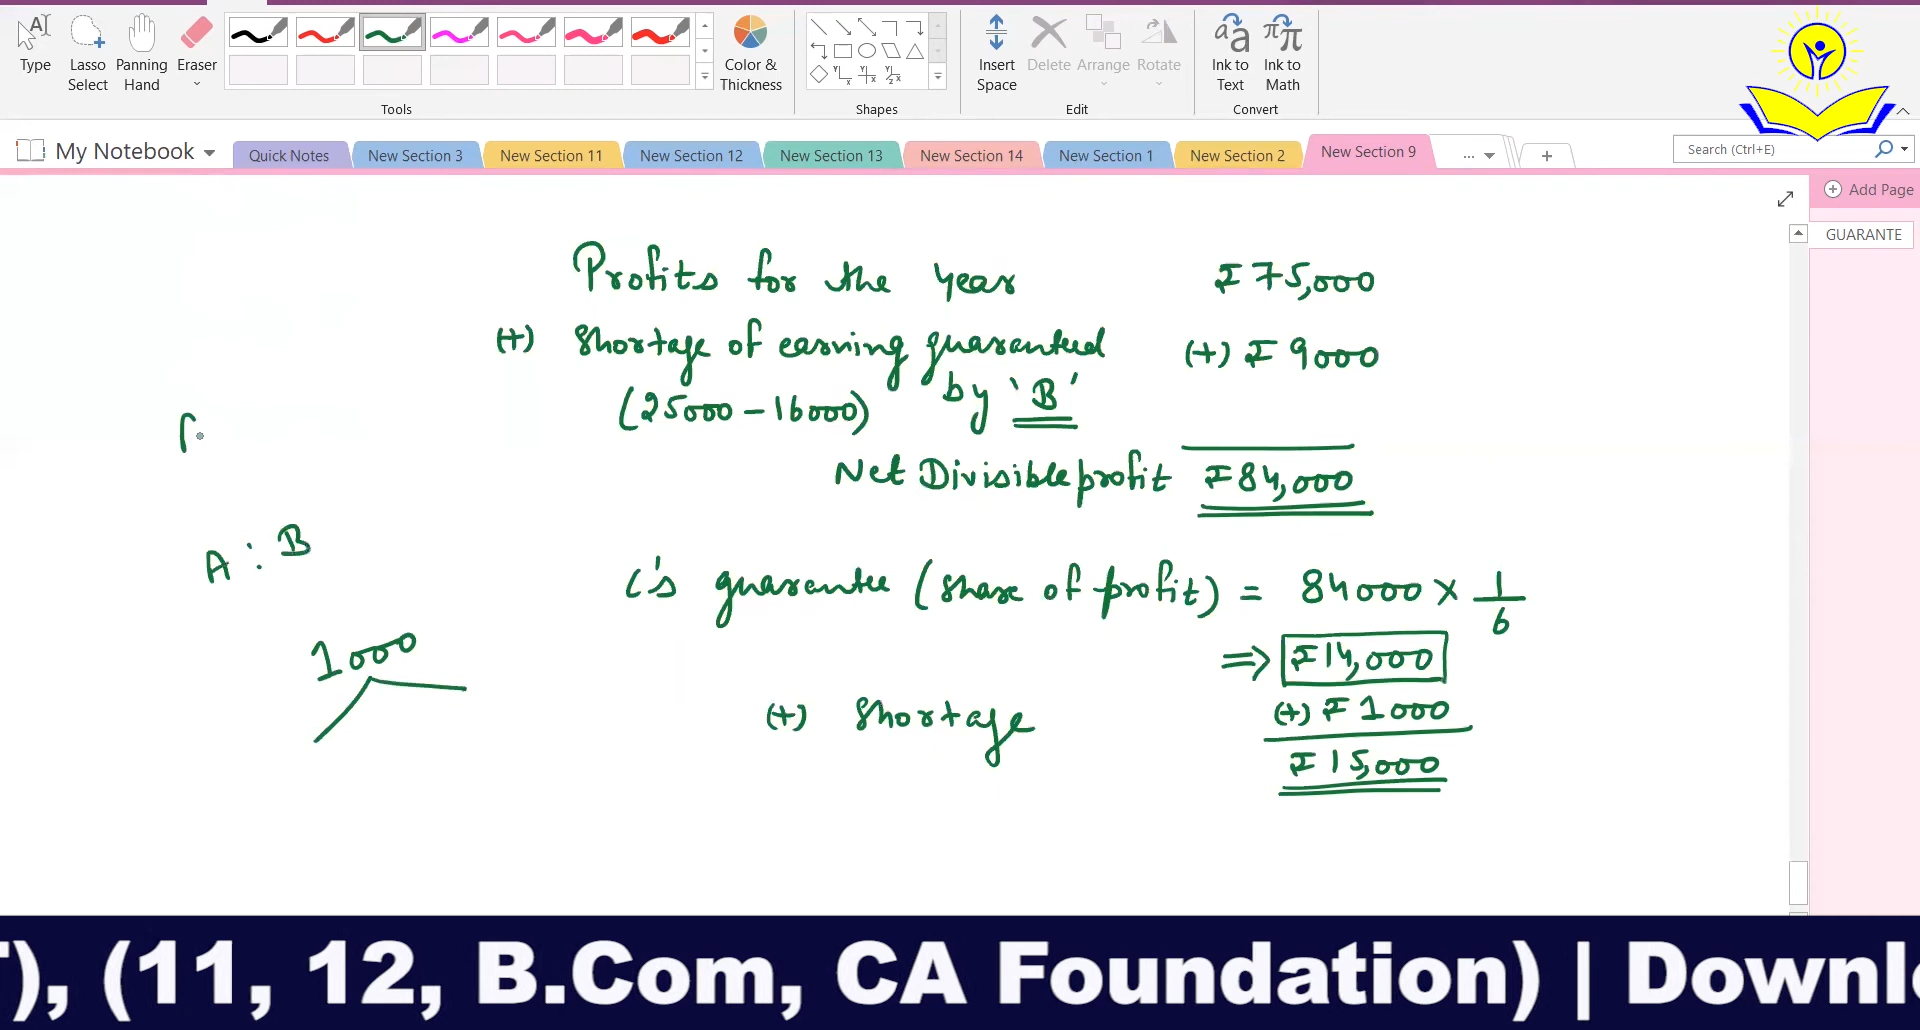 Type
Lasso Select
Panning Hand
Eraser
Color & Thickness
Insert Space
Delete
Arrange
Rotate
Ink to Text
Ink to Math
Tools
Shapes
Edit
Convert
My Notebook
Quick Notes
New Section 3
New Section 11
New Section 12
New Section 13
New Section 14
New Section 1
New Section 2
New Section 9
...
Search (Ctrl+E)
Add Page
GUARANTE
Profits for the year ₹75,000
(+) Shortage of earning guaranteed (+) ₹9000
by 'B'
(25000 - 16000)
Net Divisible profit ₹84,000
A : B
C's guarantee (share of profit) = 84000 × 1/6
1000
⇒ ₹14,000
(+) Shortage (+) ₹1000
₹15,000
), (11, 12, B.Com, CA Foundation) | Downl